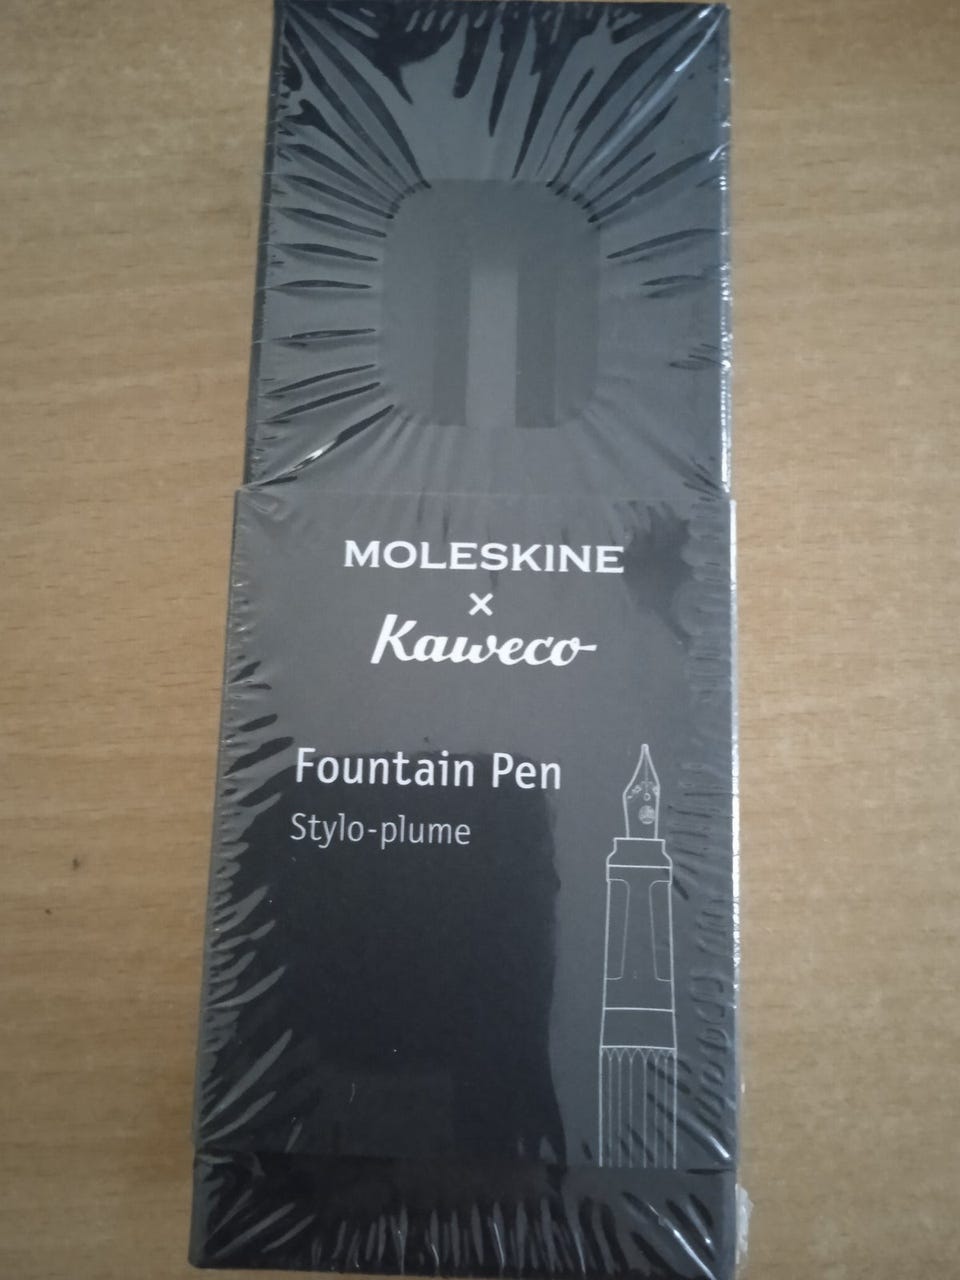 MOLESKINE
×
Kaweco
Fountain Pen
Stylo-plume